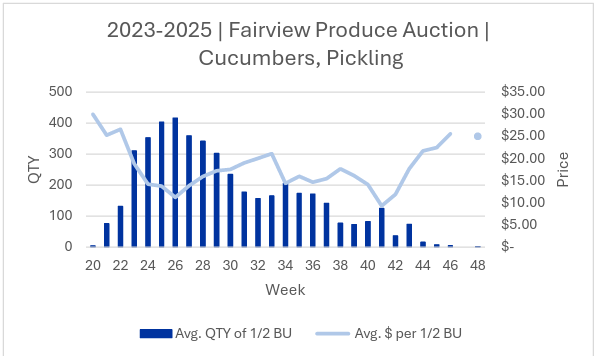 2023-2025 | Fairview Produce Auction |
Cucumbers, Pickling
500 $35.00
400 $30.00
300 $25.00
200 $20.00
100 $15.00
0 $10.00
$5.00
$-
QTY
Price
20 22 24 26 28 30 32 34 36 38 40 42 44 46 48
Week
Avg. QTY of 1/2 BU Avg. $ per 1/2 BU